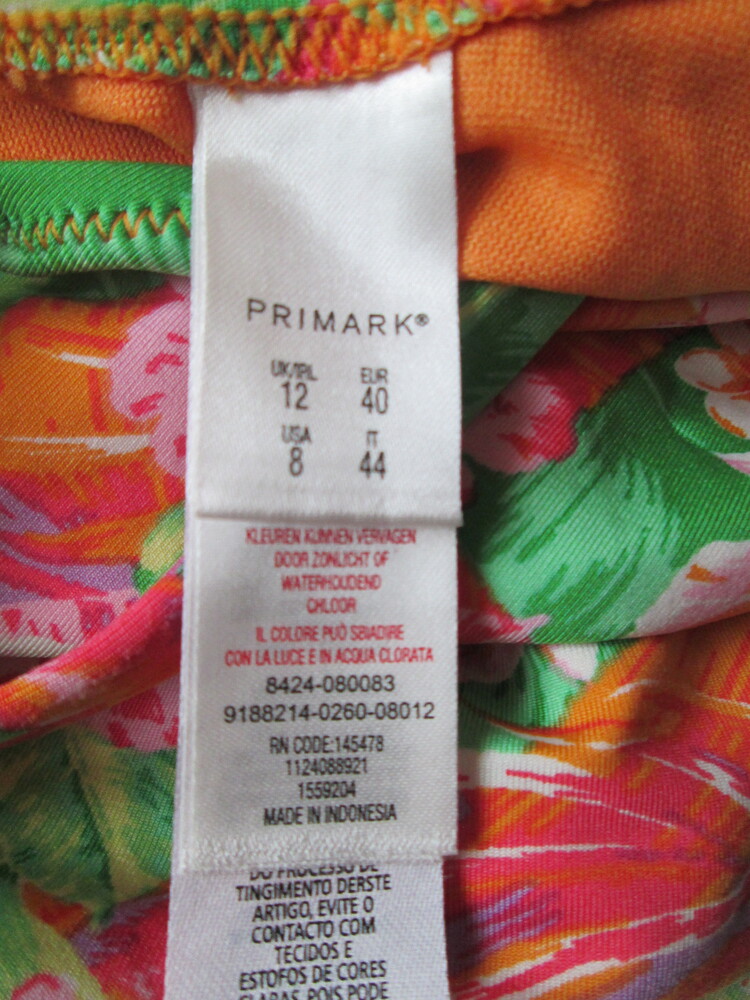 PRIMARK®
UK/IRL EUR
12 40
USA IT
8 44
KLEUREN KUNNEN VERVAGEN
DOOR ZONLICHT OF
WATERHOUDEND
CHLOOR
IL COLORE PUÒ SBIADIRE
CON LA LUCE E IN ACQUA CLORATA
8424-080083
9188214-0260-08012
RN CODE:145478
1124088921
1559204
MADE IN INDONESIA
DO PROCESSO DE
TINGIMENTO DERSTE
ARTIGO, EVITE O
CONTACTO COM
TECIDOS E
ESTOFOS DE CORES
CLARAS, POIS PODE